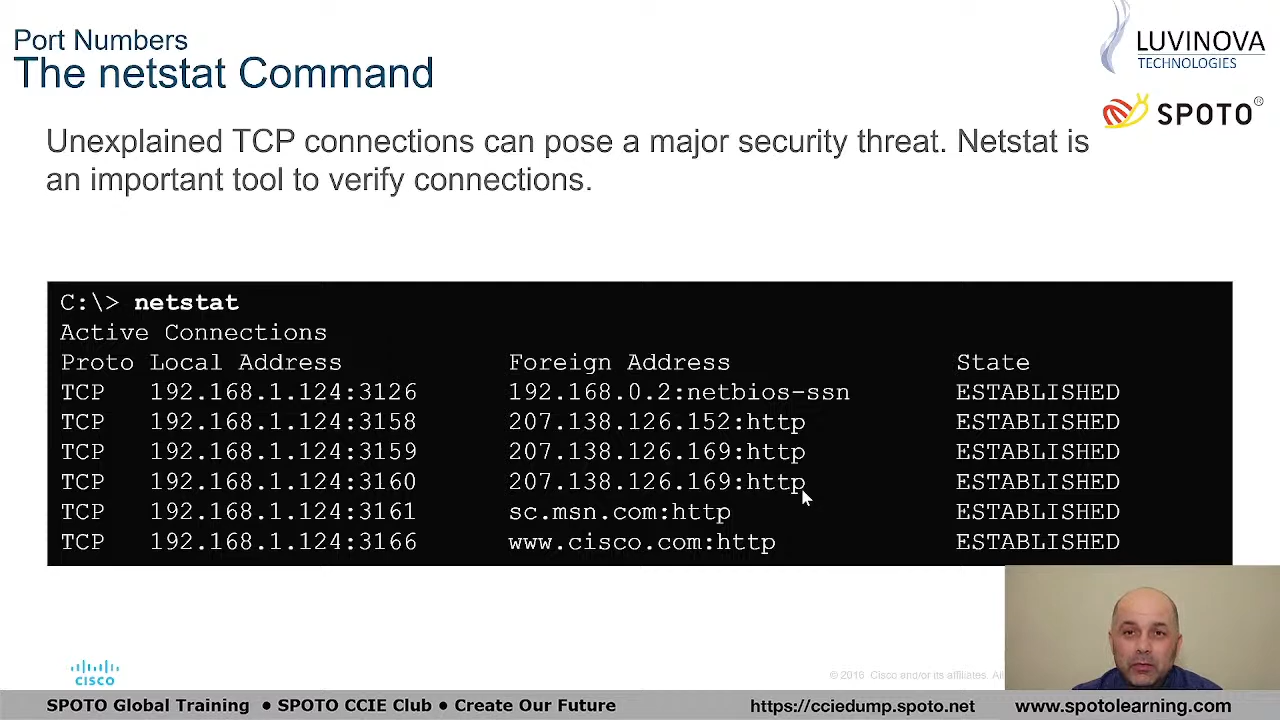 Port Numbers
The netstat Command
LUVINOVA
TECHNOLOGIES
SPOTO®
Unexplained TCP connections can pose a major security threat. Netstat is
an important tool to verify connections.
C:\> netstat
Active Connections
Proto Local Address Foreign Address State
TCP 192.168.1.124:3126 192.168.0.2:netbios-ssn ESTABLISHED
TCP 192.168.1.124:3158 207.138.126.152:http ESTABLISHED
TCP 192.168.1.124:3159 207.138.126.169:http ESTABLISHED
TCP 192.168.1.124:3160 207.138.126.169:http ESTABLISHED
TCP 192.168.1.124:3161 sc.msn.com:http ESTABLISHED
TCP 192.168.1.124:3166 www.cisco.com:http ESTABLISHED
cisco
© 2016 Cisco and/or its affiliates.
SPOTO Global Training ● SPOTO CCIE Club ● Create Our Future https://cciedump.spoto.net www.spotolearning.com